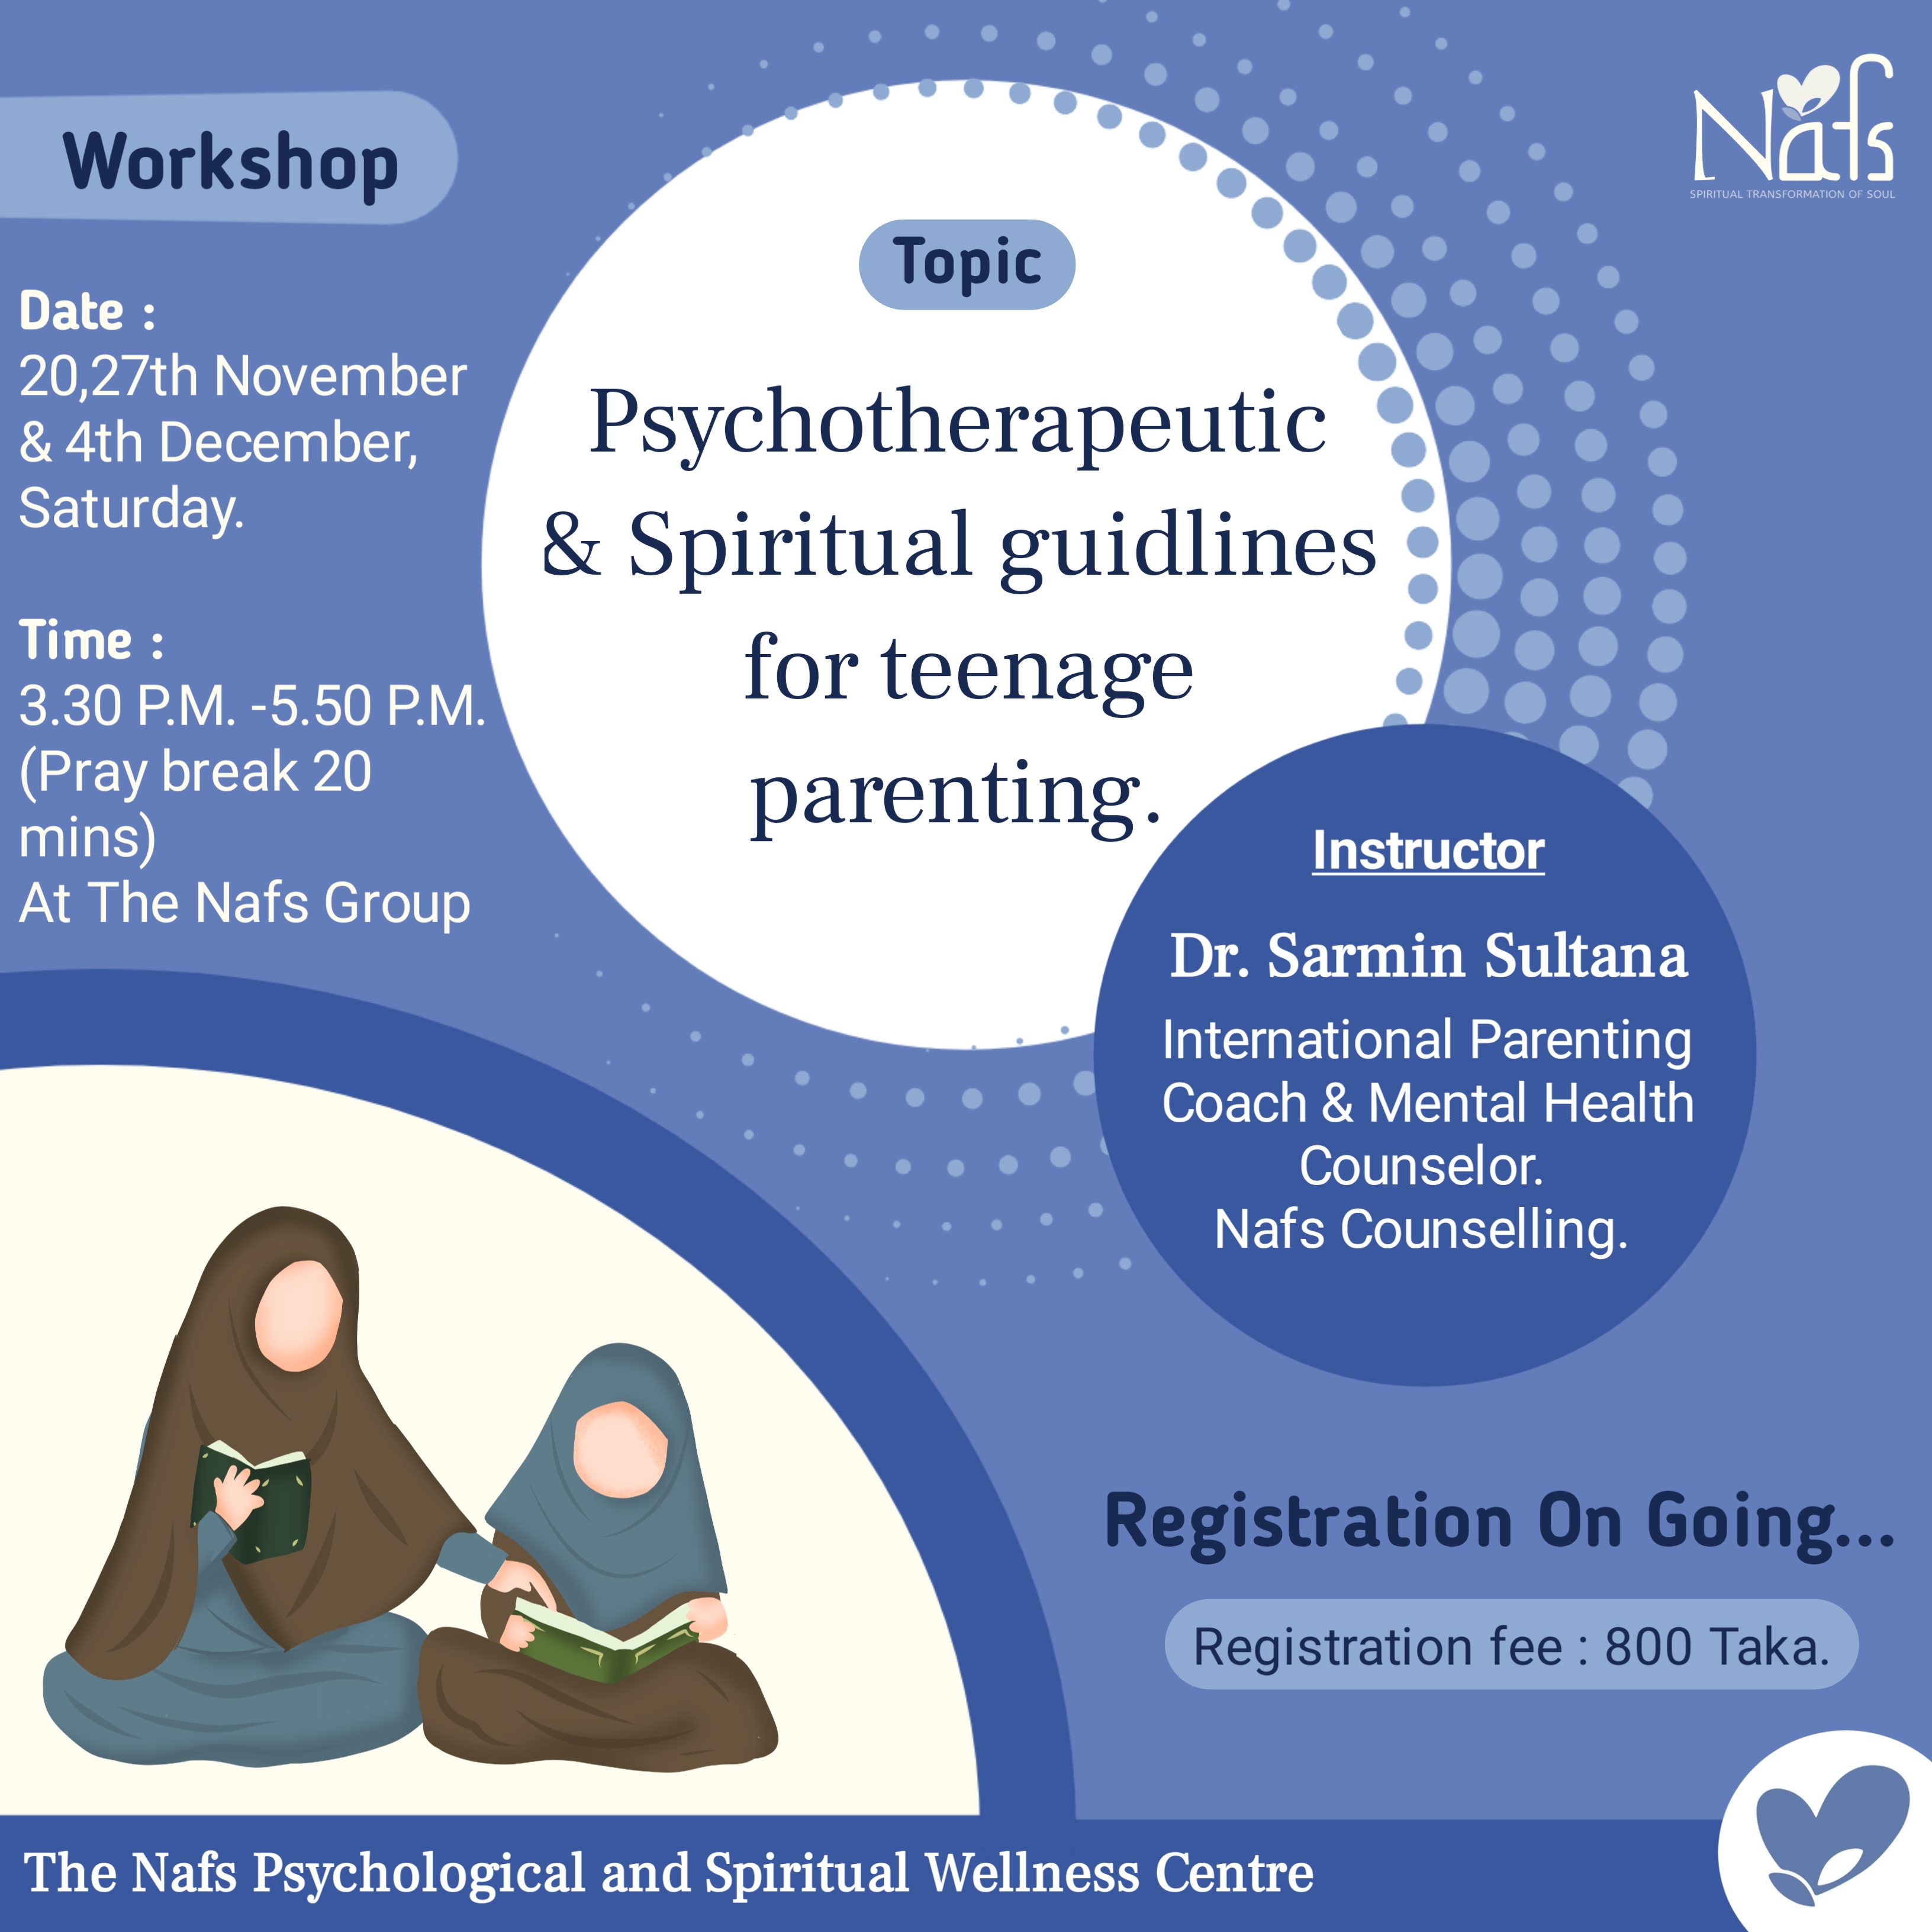 Workshop
Date :
20,27th November
& 4th December,
Saturday.
Time :
3.30 P.M. -5.50 P.M.
(Pray break 20
mins)
At The Nafs Group
Topic
Psychotherapeutic
& Spiritual guidlines
for teenage
parenting.
Nafs
SPIRITUAL TRANSFORMATION OF SOUL
Instructor
Dr. Sarmin Sultana
International Parenting
Coach & Mental Health
Counselor.
Nafs Counselling.
Registration On Going...
Registration fee : 800 Taka.
The Nafs Psychological and Spiritual Wellness Centre